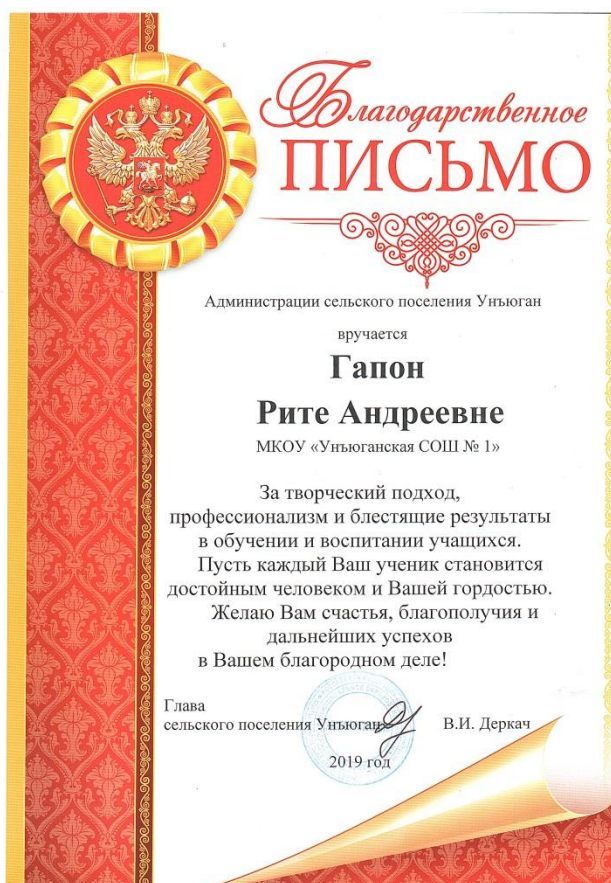 Благодарственное
ПИСЬМО
Администрации сельского поселения Унъюган
вручается
Гапон
Рите Андреевне
МКОУ «Унъюганская СОШ № 1»
За творческий подход,
профессионализм и блестящие результаты
в обучении и воспитании учащихся.
Пусть каждый Ваш ученик становится
достойным человеком и Вашей гордостью.
Желаю Вам счастья, благополучия и
дальнейших успехов
в Вашем благородном деле!
Глава
сельского поселения Унъюган В.И. Деркач
2019 год